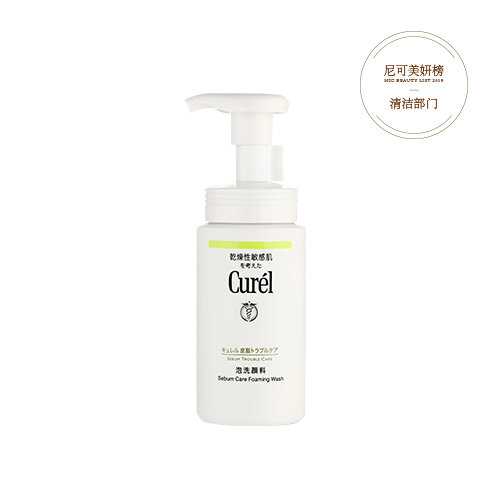 尼可美妍榜
NIC BEAUTY LIST 2019
清洁部门
乾燥性敏感肌
を考えた
Curél
キュレル 皮脂トラブルケア
SEBUM TROUBLE CARE
泡洗顔料
Sebum Care Foaming Wash